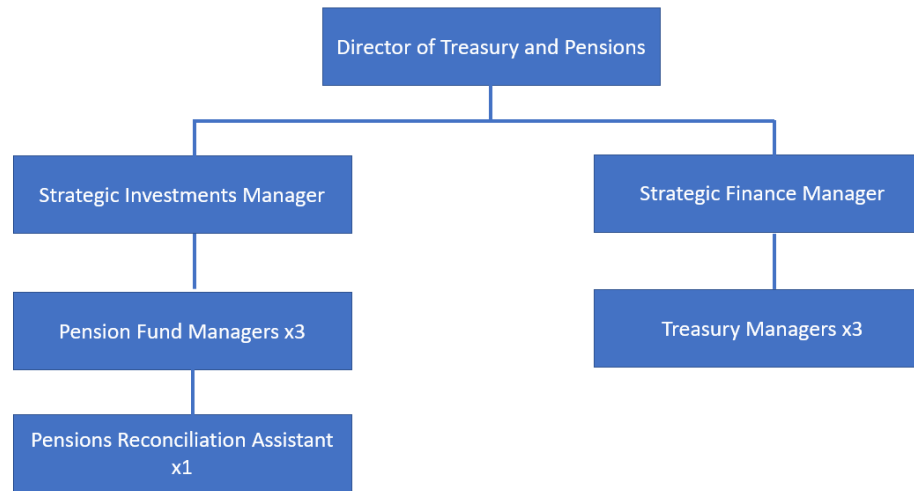 Director of Treasury and Pensions
Strategic Investments Manager
Strategic Finance Manager
Pension Fund Managers x3
Treasury Managers x3
Pensions Reconciliation Assistant
x1